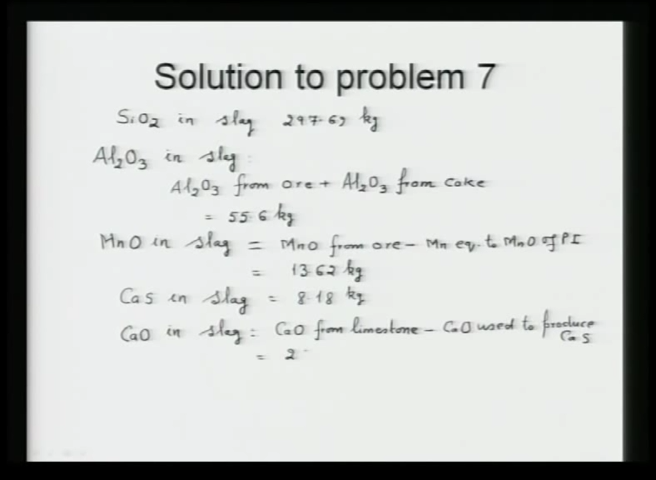 Solution to problem 7
SiO2 in slag 297.69 kg
Al2O3 in slag:
Al2O3 from ore + Al2O3 from coke
= 55.6 kg
MnO in slag = MnO from ore - Mn eq. to MnO of PI
= 13.62 kg
CaS in slag = 8.18 kg
CaO in slag = CaO from limestone - CaO used to produce
CaS
= 2